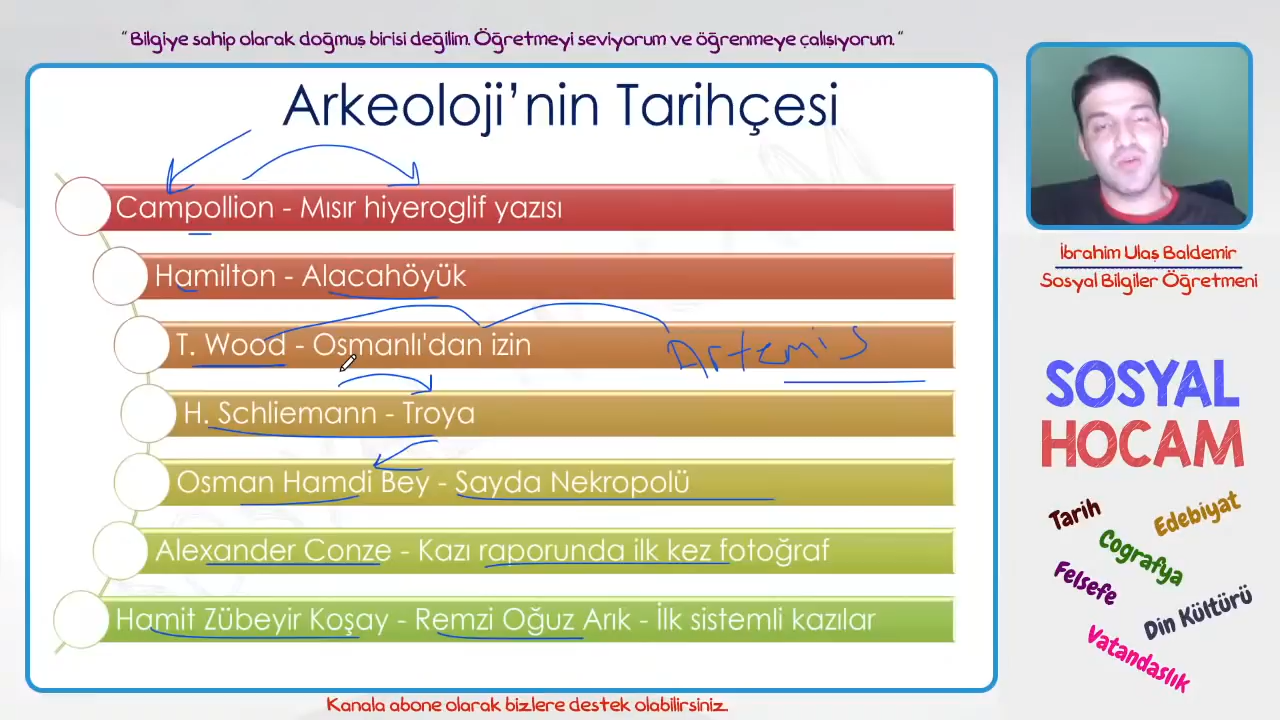 “ Bilgiye sahip olarak doğmuş birisi değilim. Öğretmeyi seviyorum ve öğrenmeye çalışıyorum. ”
Arkeoloji’nin Tarihçesi
Campollion - Mısır hiyeroglif yazısı
Hamilton - Alacahöyük
T. Wood - Osmanlı'dan izin
Artemis
H. Schliemann - Troya
Osman Hamdi Bey - Sayda Nekropolü
Alexander Conze - Kazı raporunda ilk kez fotoğraf
Hamit Zübeyir Koşay - Remzi Oğuz Arık - İlk sistemli kazılar
İbrahim Ulaş Baldemir
Sosyal Bilgiler Öğretmeni
SOSYAL
HOCAM
Tarih
Edebiyat
Cografya
Felsefe
Din Kültürü
Vatandaslık
Kanala abone olarak bizlere destek olabilirsiniz.